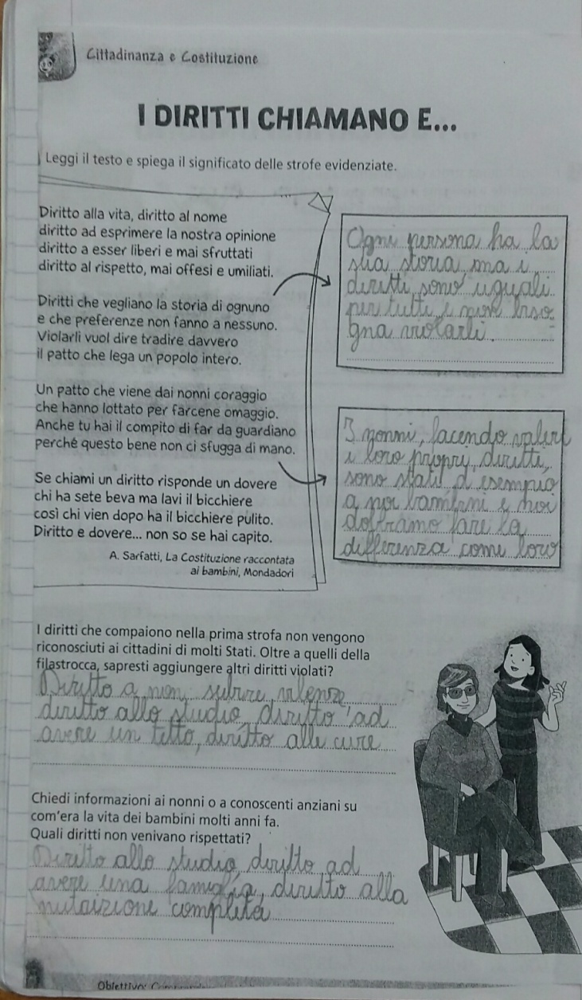 Cittadinanza e Costituzione
I DIRITTI CHIAMANO E...
Leggi il testo e spiega il significato delle strofe evidenziate.
Diritto alla vita, diritto al nome
diritto ad esprimere la nostra opinione
diritto a esser liberi e mai sfruttati
diritto al rispetto, mai offesi e umiliati.
Diritti che vegliano la storia di ognuno
e che preferenze non fanno a nessuno.
Violarli vuol dire tradire davvero
il patto che lega un popolo intero.
Un patto che viene dai nonni coraggio
che hanno lottato per farcene omaggio.
Anche tu hai il compito di far da guardiano
perché questo bene non ci sfugga di mano.
Se chiami un diritto risponde un dovere
chi ha sete beva ma lavi il bicchiere
così chi vien dopo ha il bicchiere pulito.
Diritto e dovere... non so se hai capito.
A. Sarfatti, La Costituzione raccontata
ai bambini, Mondadori
Ogni persona ha la
sua storia, ma i
diritti sono uguali
per tutti e non biso
gna violarli.
I nonni, facendo valere
i loro propri diritti,
sono stati d'esempio
a noi bambini e noi
dobbiamo fare la
differenza come loro
I diritti che compaiono nella prima strofa non vengono
riconosciuti ai cittadini di molti Stati. Oltre a quelli della
filastrocca, sapresti aggiungere altri diritti violati?
Diritto a non subire violenze
diritto allo studio, diritto ad
avere un tetto, diritto alle cure
Chiedi informazioni ai nonni o a conoscenti anziani su
com'era la vita dei bambini molti anni fa.
Quali diritti non venivano rispettati?
Diritto allo studio, diritto ad
avere una famiglia, diritto alla
nutrizione completa
Obiettivo: